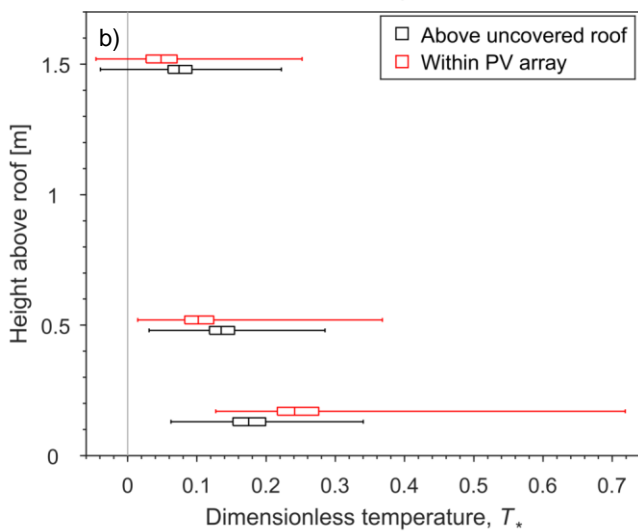 b)
Above uncovered roof
Within PV array
1.5
1
0.5
0
Height above roof [m]
0 0.1 0.2 0.3 0.4 0.5 0.6 0.7
Dimensionless temperature, T*